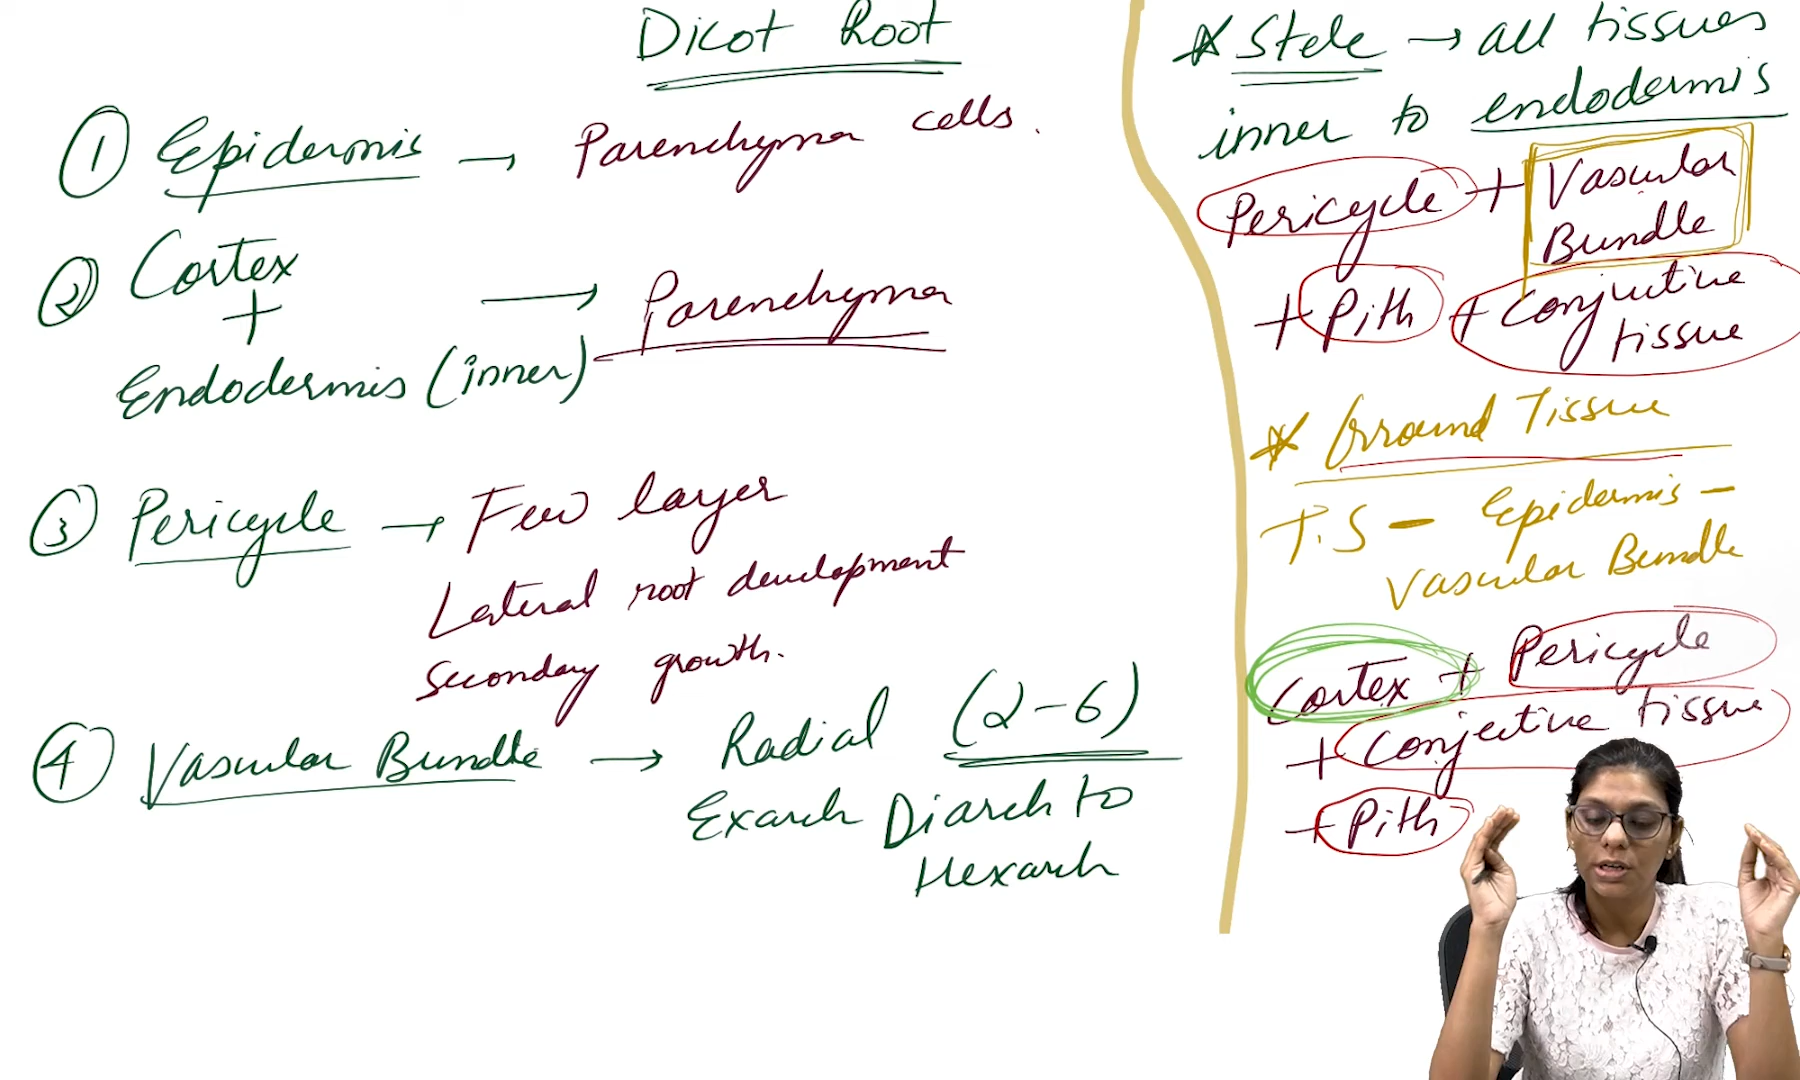 Dicot Root
① Epidermis → Parenchyma cells.
② Cortex
+
Endodermis (inner) → Parenchyma
③ Pericycle → Few layer
Lateral root development
Secondary growth.
④ Vascular Bundle → Radial (2-6)
Exarch Diarch to
Hexarch
* Stele → all tissues
inner to endodermis
Pericycle + Vascular
Bundle
+ Pith + Conjuctive
tissue
* Ground Tissue
T.S - Epidermis -
Vascular Bundle
Cortex + Pericycle
+ Conjective tissue
+ Pith